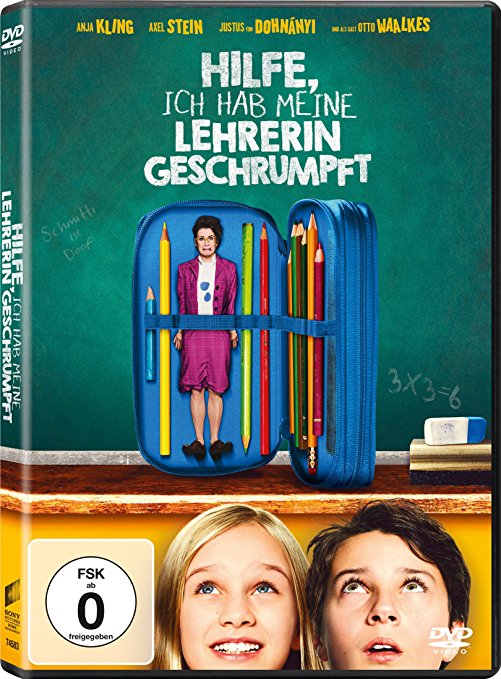 DVD
VIDEO
ANJA KLING AXEL STEIN JUSTUS VON DOHNÁNYI UND ALS GAST OTTO WAALKES
HILFE,
ICH HAB MEINE
LEHRERIN
GESCHRUMPFT
Schmitti
ist
Doof
HILFE, ICH HAB MEINE
LEHRERIN GESCHRUMPFT
3x3=6
FSK
ab
0
freigegeben
SONY
74583
DVD
VIDEO